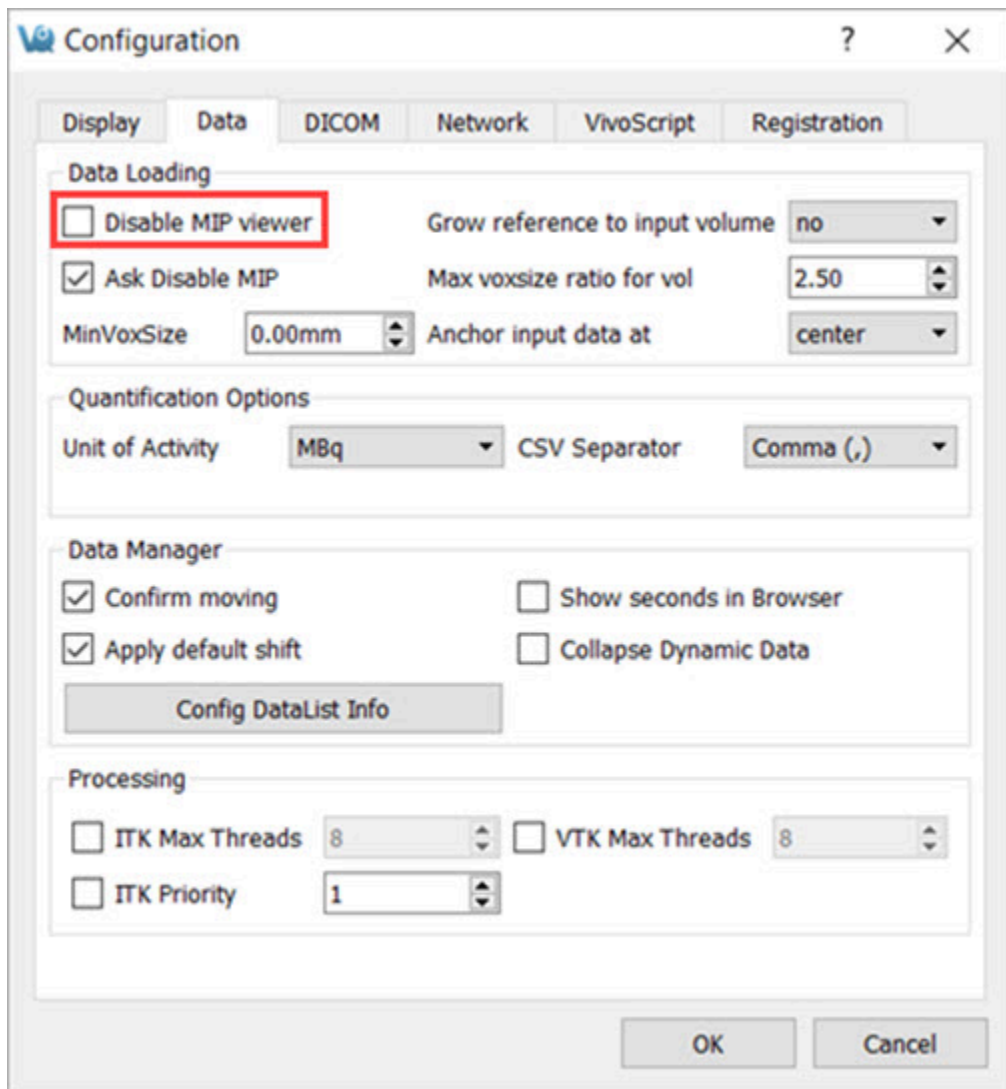 Configuration
?
Display Data DICOM Network VivoScript Registration
Data Loading
Disable MIP viewer Grow reference to input volume no
Ask Disable MIP Max voxsize ratio for vol 2.50
MinVoxSize 0.00mm Anchor input data at center
Quantification Options
Unit of Activity MBq CSV Separator Comma (,)
Data Manager
Confirm moving Show seconds in Browser
Apply default shift Collapse Dynamic Data
Config DataList Info
Processing
ITK Max Threads 8 VTK Max Threads 8
ITK Priority 1
OK Cancel